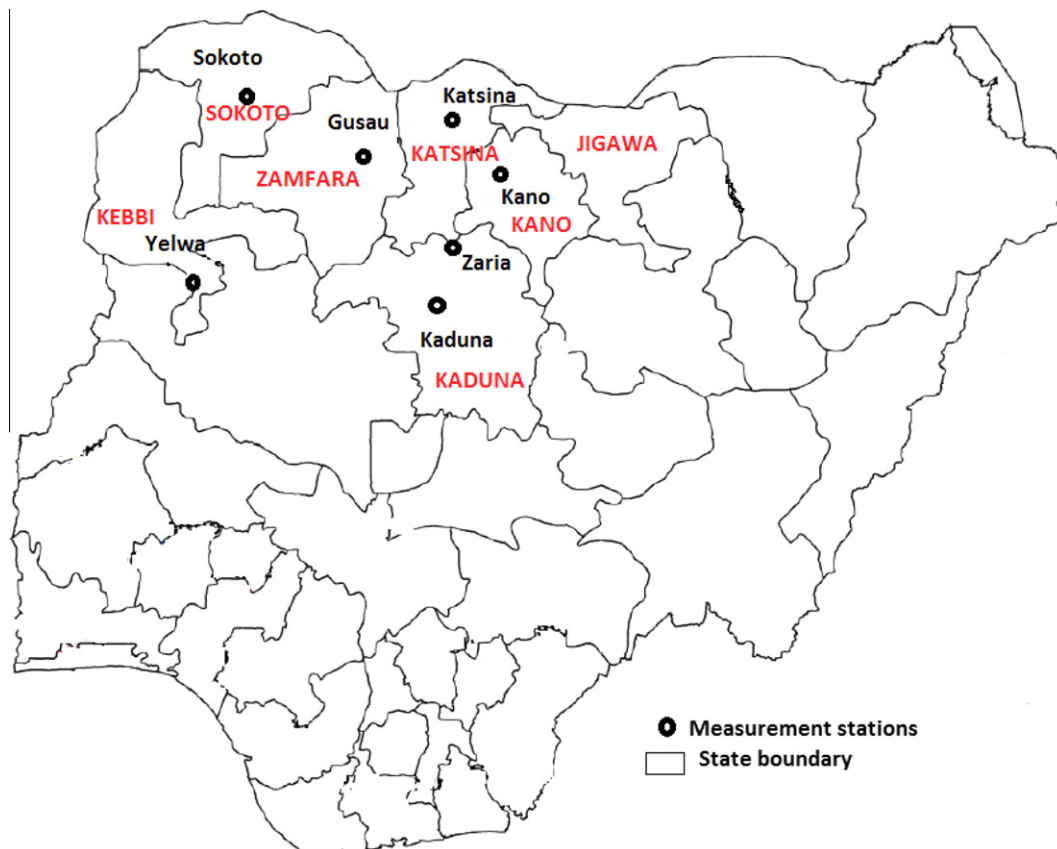 Sokoto
SOKOTO
Katsina
Gusau
KATSINA
JIGAWA
ZAMFARA
Kano
KANO
KEBBI
Yelwa
Zaria
Kaduna
KADUNA
Measurement stations
State boundary